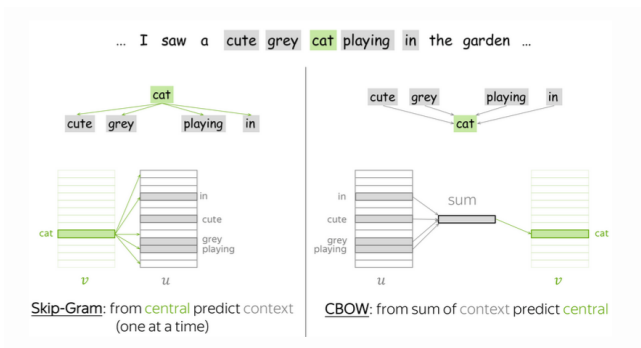 ... I saw a cute grey cat playing in the garden ...
cat
cute grey playing in
in
cute
cat
grey
playing
v
u
Skip-Gram: from central predict context
(one at a time)
cute grey playing in
cat
in
sum
cute
cat
grey
playing
u
v
CBOW: from sum of context predict central